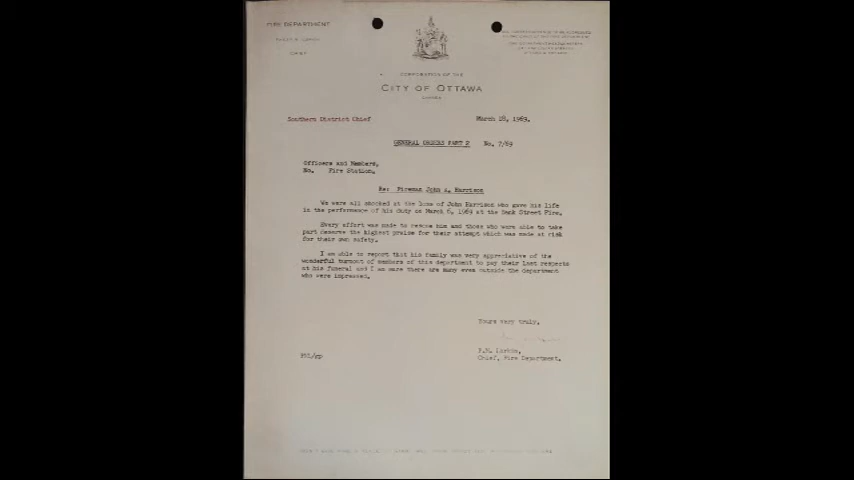 FIRE DEPARTMENT
CHIEF
CORPORATION OF THE
CITY OF OTTAWA
CANADA
Southern District Chief
March 18, 1969.
GENERAL ORDERS PART 2 No. 7/69
Officers and Members,
No. Fire Station.
Re: Fireman John A. Harrison
We were all shocked at the loss of John Harrison who gave his life
in the performance of his duty on March 6, 1969 at the Bank Street Fire.
Every effort was made to rescue him and those who were able to take
part deserve the highest praise for their attempt which was made at risk
for their own safety.
I am able to report that his family was very appreciative of the
wonderful turnout of members of this department to pay their last respects
at his funeral and I am sure there are many even outside the department
who were impressed.
Yours very truly,
Larkin,
Chief, Fire Department.